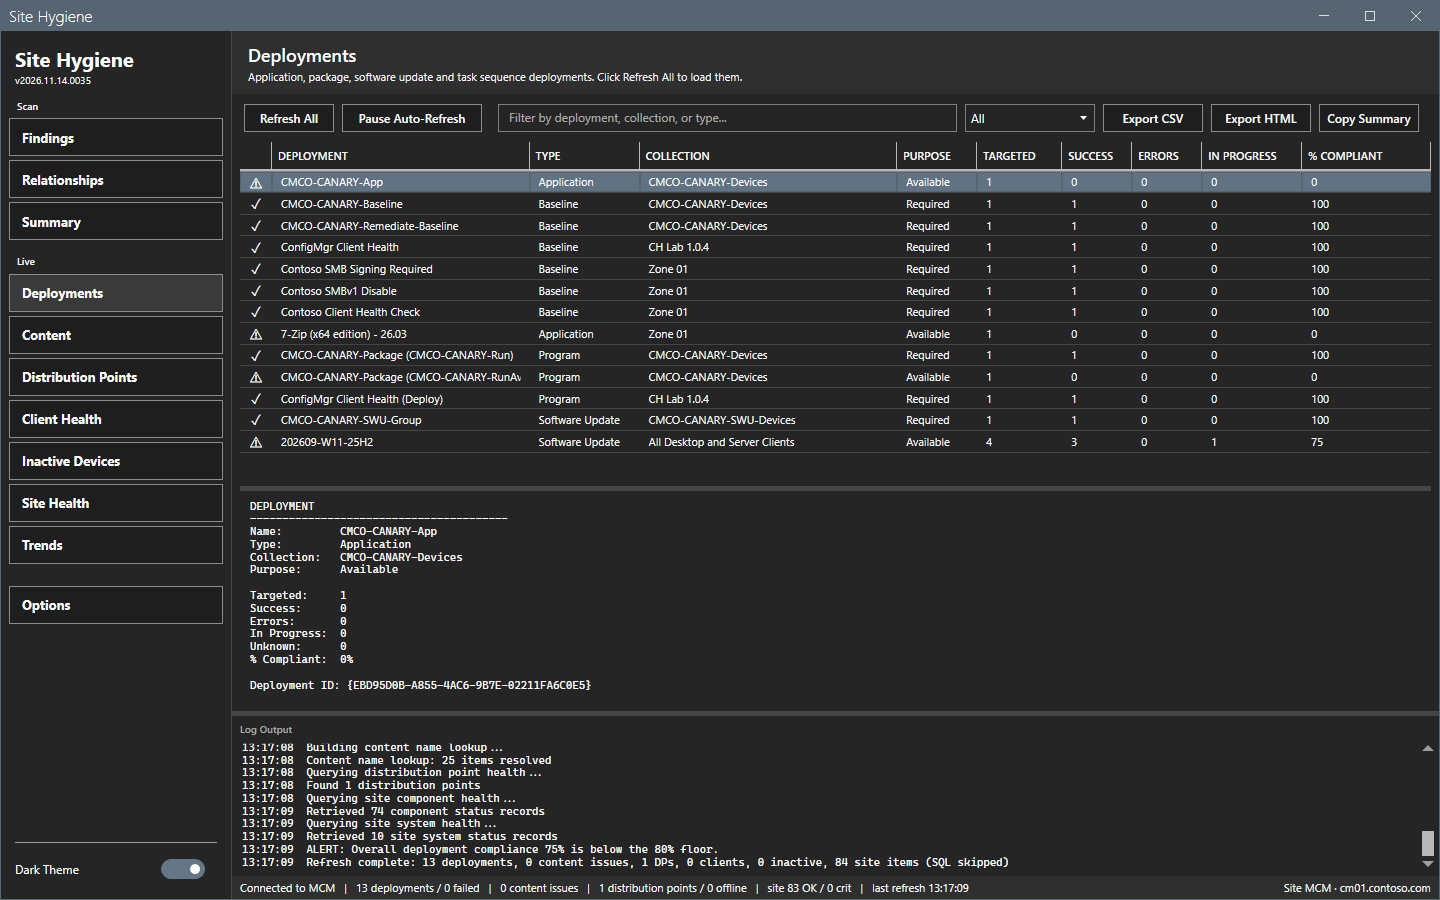 Site Hygiene
Site Hygiene
v2026.11.14.0035
Scan
Findings
Relationships
Summary
Live
Deployments
Content
Distribution Points
Client Health
Inactive Devices
Site Health
Trends
Options
Dark Theme
Deployments
Application, package, software update and task sequence deployments. Click Refresh All to load them.
Refresh All Pause Auto-Refresh Filter by deployment, collection, or type... All Export CSV Export HTML Copy Summary
DEPLOYMENT TYPE COLLECTION PURPOSE TARGETED SUCCESS ERRORS IN PROGRESS % COMPLIANT
CMCO-CANARY-App Application CMCO-CANARY-Devices Available 1 0 0 0 0
CMCO-CANARY-Baseline Baseline CMCO-CANARY-Devices Required 1 1 0 0 100
CMCO-CANARY-Remediate-Baseline Baseline CMCO-CANARY-Devices Required 1 1 0 0 100
ConfigMgr Client Health Baseline CH Lab 1.0.4 Required 1 1 0 0 100
Contoso SMB Signing Required Baseline Zone 01 Required 1 1 0 0 100
Contoso SMBv1 Disable Baseline Zone 01 Required 1 1 0 0 100
Contoso Client Health Check Baseline Zone 01 Required 1 1 0 0 100
7-Zip (x64 edition) - 26.03 Application Zone 01 Available 1 0 0 0 0
CMCO-CANARY-Package (CMCO-CANARY-Run) Program CMCO-CANARY-Devices Required 1 1 0 0 100
CMCO-CANARY-Package (CMCO-CANARY-RunAv Program CMCO-CANARY-Devices Available 1 0 0 0 0
ConfigMgr Client Health (Deploy) Program CH Lab 1.0.4 Required 1 1 0 0 100
CMCO-CANARY-SWU-Group Software Update CMCO-CANARY-SWU-Devices Required 1 1 0 0 100
202609-W11-25H2 Software Update All Desktop and Server Clients Available 4 3 0 1 75
DEPLOYMENT
----------------------------------------
Name: CMCO-CANARY-App
Type: Application
Collection: CMCO-CANARY-Devices
Purpose: Available
Targeted: 1
Success: 0
Errors: 0
In Progress: 0
Unknown: 0
% Compliant: 0%
Deployment ID: {EBD95D0B-A855-4AC6-9B7E-02211FA6C0E5}
Log Output
13:17:08 Building content name lookup...
13:17:08 Content name lookup: 25 items resolved
13:17:08 Querying distribution point health...
13:17:08 Found 1 distribution points
13:17:08 Querying site component health...
13:17:09 Retrieved 74 component status records
13:17:09 Querying site system health...
13:17:09 Retrieved 10 site system status records
13:17:09 ALERT: Overall deployment compliance 75% is below the 80% floor.
13:17:09 Refresh complete: 13 deployments, 0 content issues, 1 DPs, 0 clients, 0 inactive, 84 site items (SQL skipped)
Connected to MCM | 13 deployments / 0 failed | 0 content issues | 1 distribution points / 0 offline | site 83 OK / 0 crit | last refresh 13:17:09 Site MCM · cm01.contoso.com